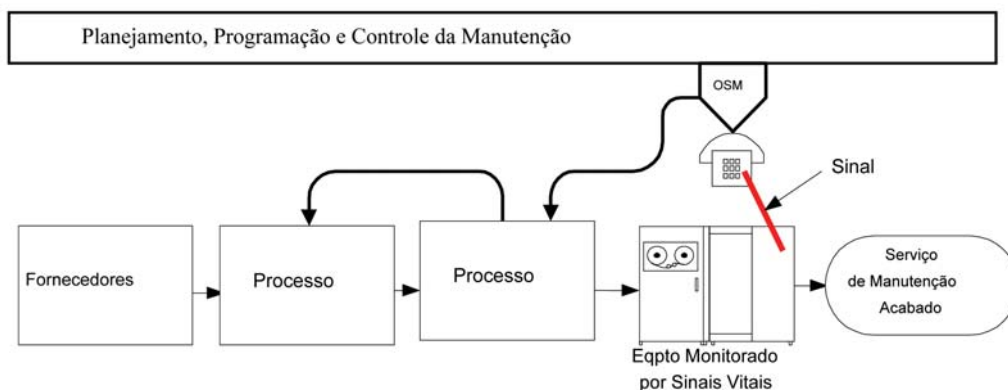 Planejamento, Programação e Controle da Manutenção
OSM
Sinal
Fornecedores
Processo
Processo
Serviço
de Manutenção
Acabado
Eqpto Monitorado
por Sinais Vitais